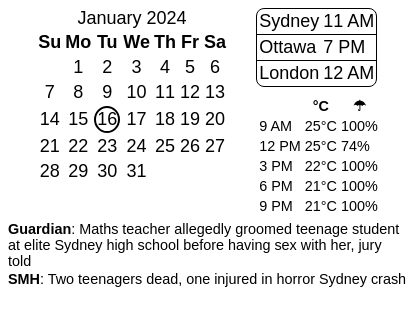 January 2024
Su Mo Tu We Th Fr Sa
1 2 3 4 5 6
7 8 9 10 11 12 13
14 15 16 17 18 19 20
21 22 23 24 25 26 27
28 29 30 31
Sydney 11 AM
Ottawa 7 PM
London 12 AM
°C ☂
9 AM 25°C 100%
12 PM 25°C 74%
3 PM 22°C 100%
6 PM 21°C 100%
9 PM 21°C 100%
Guardian: Maths teacher allegedly groomed teenage student
at elite Sydney high school before having sex with her, jury
told
SMH: Two teenagers dead, one injured in horror Sydney crash